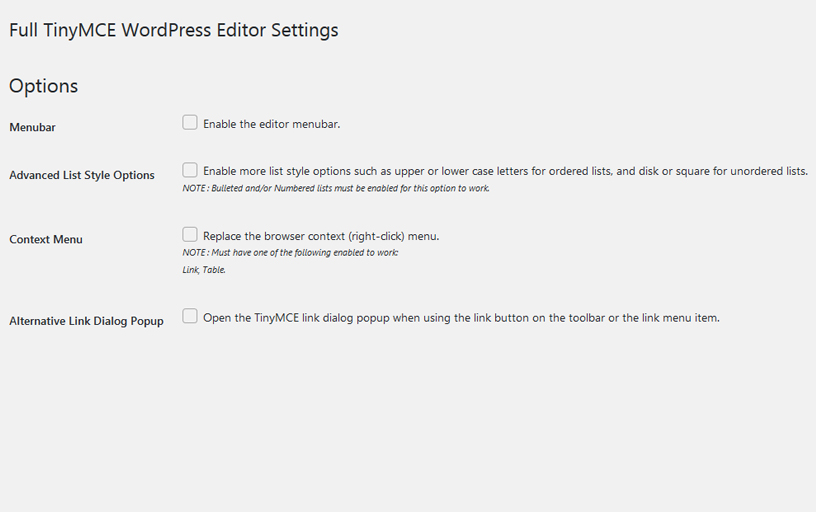 Full TinyMCE WordPress Editor Settings
Options
Menubar
Enable the editor menubar.
Advanced List Style Options
Enable more list style options such as upper or lower case letters for ordered lists, and disk or square for unordered lists.
NOTE: Bulleted and/or Numbered lists must be enabled for this option to work.
Context Menu
Replace the browser context (right-click) menu.
NOTE: Must have one of the following enabled to work:
Link, Table.
Alternative Link Dialog Popup
Open the TinyMCE link dialog popup when using the link button on the toolbar or the link menu item.